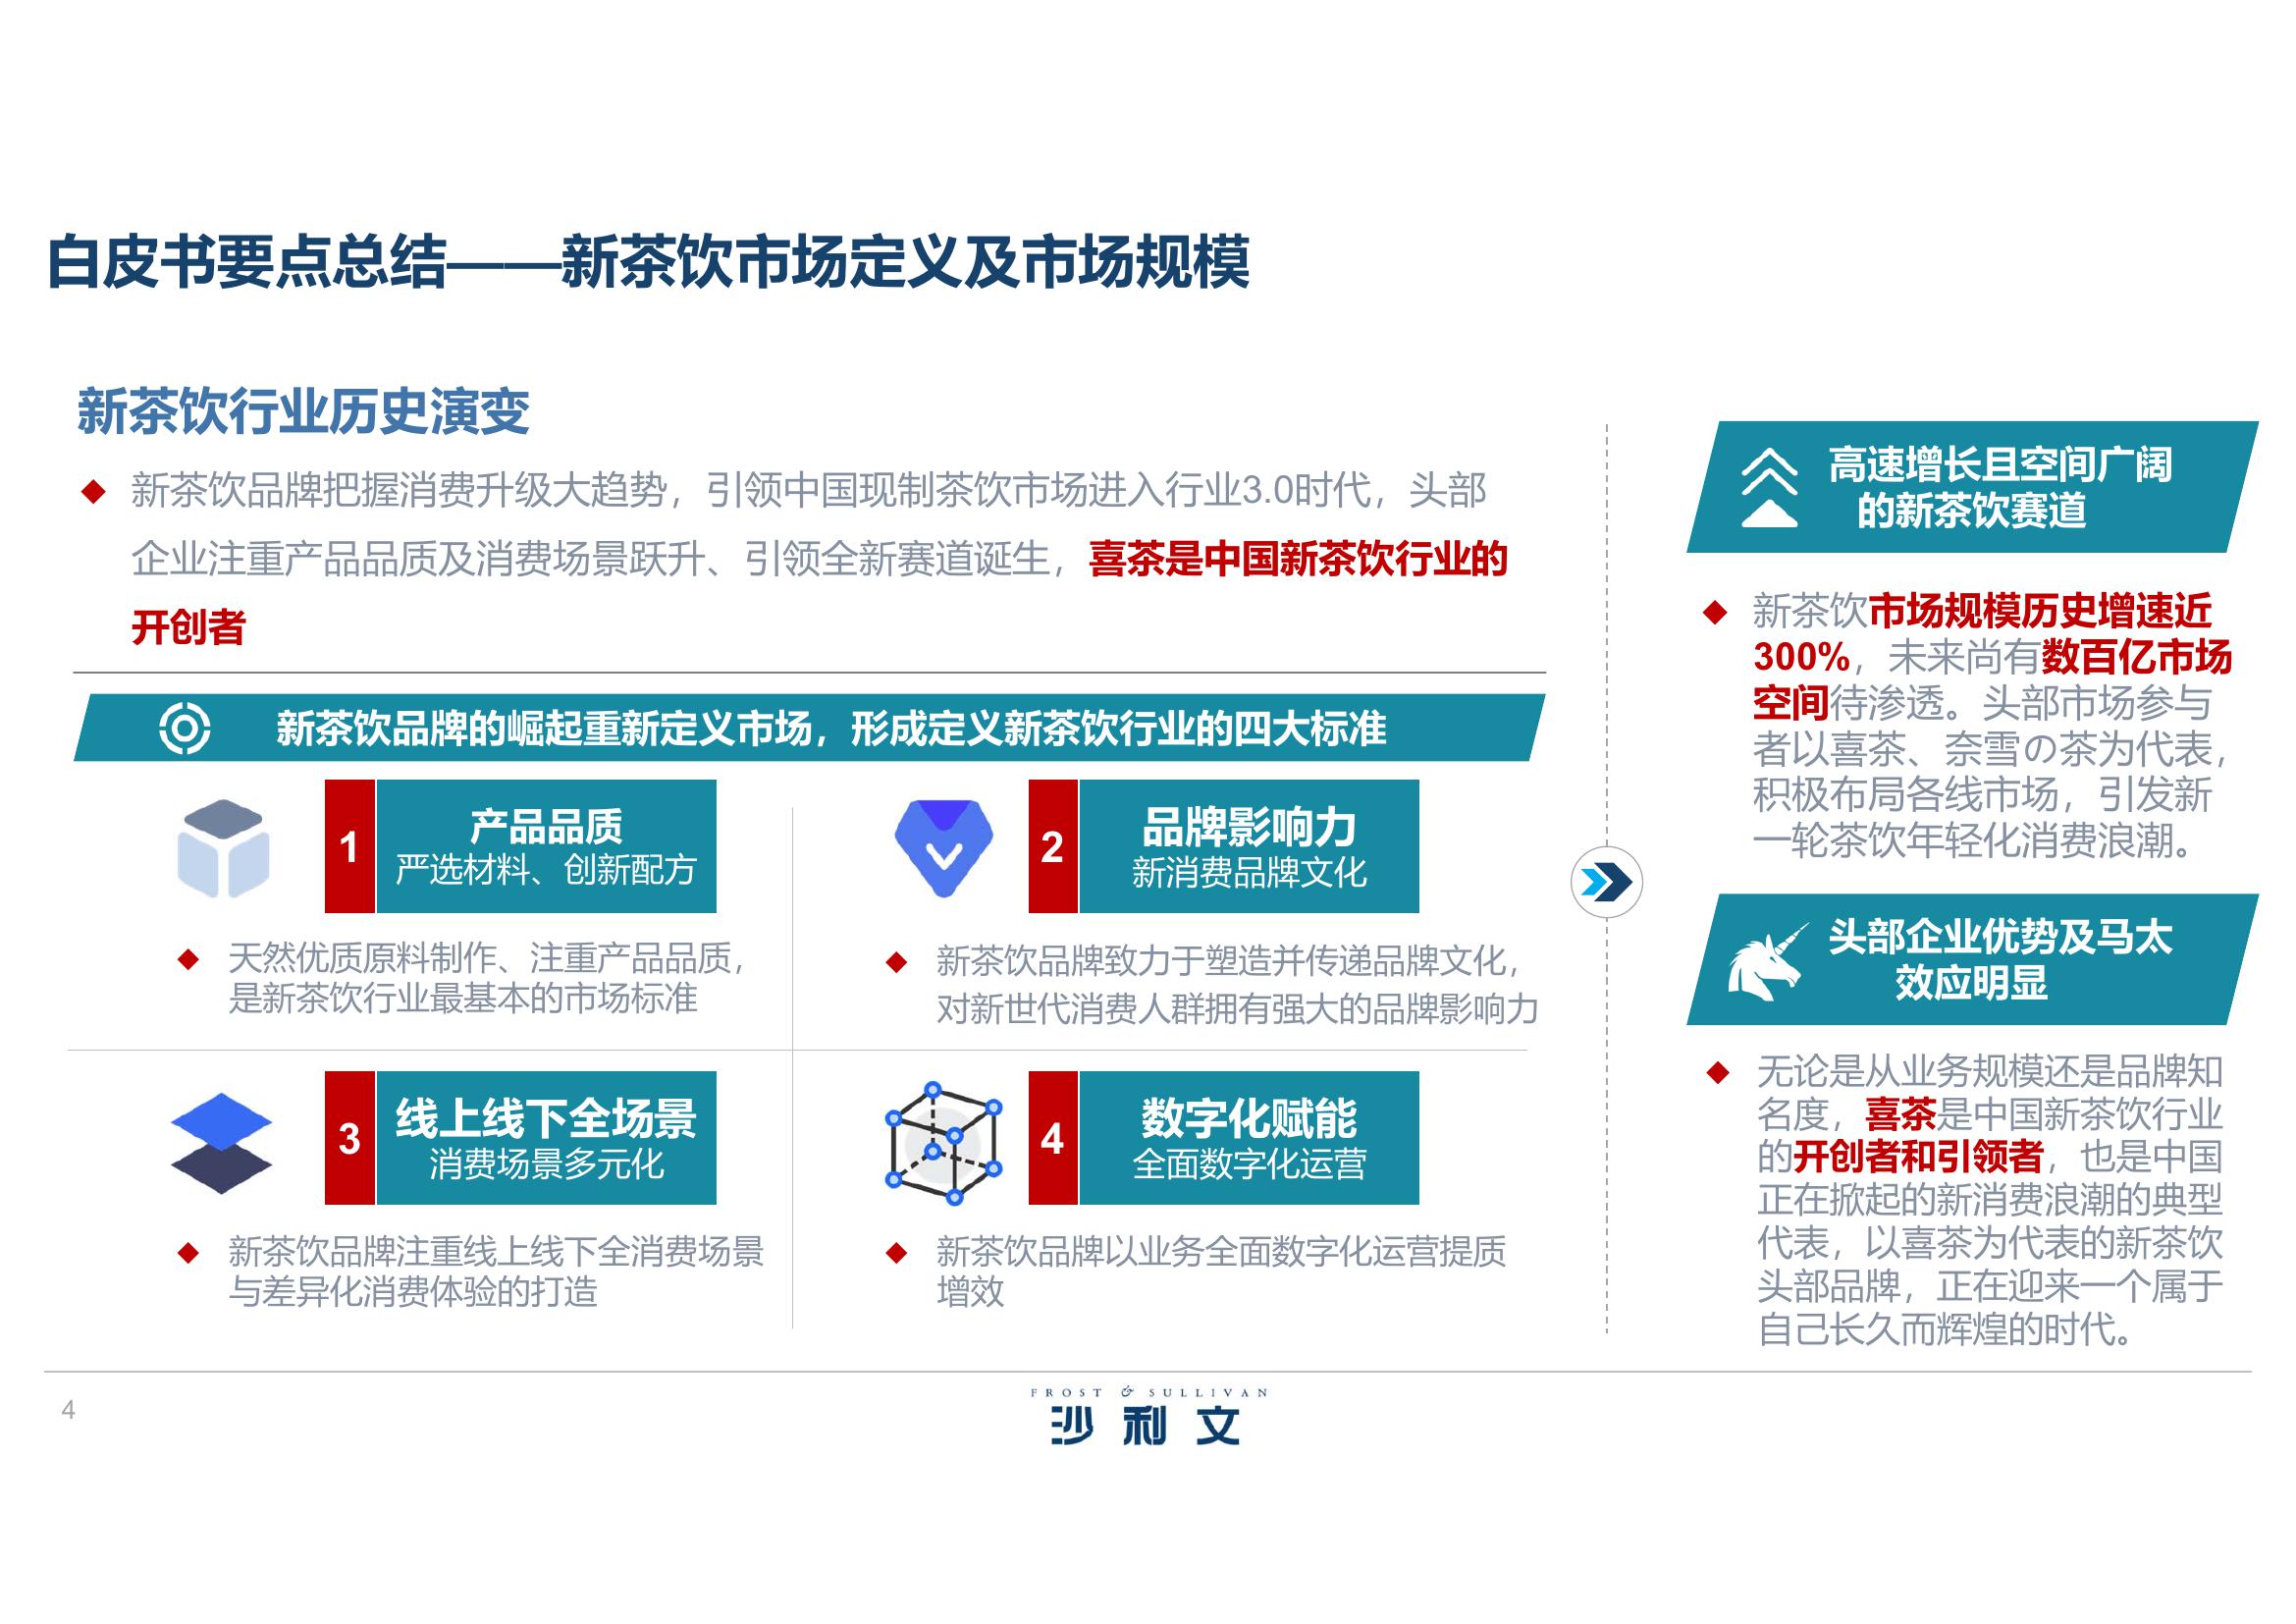 白皮书要点总结——新茶饮市场定义及市场规模
新茶饮行业历史演变
新茶饮品牌把握消费升级大趋势，引领中国现制茶饮市场进入行业3.0时代，头部
企业注重产品品质及消费场景跃升、引领全新赛道诞生，喜茶是中国新茶饮行业的
开创者
新茶饮品牌的崛起重新定义市场，形成定义新茶饮行业的四大标准
1
产品品质
严选材料、创新配方
天然优质原料制作、注重产品品质，
是新茶饮行业最基本的市场标准
2
品牌影响力
新消费品牌文化
新茶饮品牌致力于塑造并传递品牌文化，
对新世代消费人群拥有强大的品牌影响力
3
线上线下全场景
消费场景多元化
新茶饮品牌注重线上线下全消费场景
与差异化消费体验的打造
4
数字化赋能
全面数字化运营
新茶饮品牌以业务全面数字化运营提质
增效
高速增长且空间广阔
的新茶饮赛道
新茶饮市场规模历史增速近
300%，未来尚有数百亿市场
空间待渗透。头部市场参与
者以喜茶、奈雪の茶为代表，
积极布局各线市场，引发新
一轮茶饮年轻化消费浪潮。
头部企业优势及马太
效应明显
无论是从业务规模还是品牌知
名度，喜茶是中国新茶饮行业
的开创者和引领者，也是中国
正在掀起的新消费浪潮的典型
代表，以喜茶为代表的新茶饮
头部品牌，正在迎来一个属于
自己长久而辉煌的时代。
4
FROST & SULLIVAN
沙利文